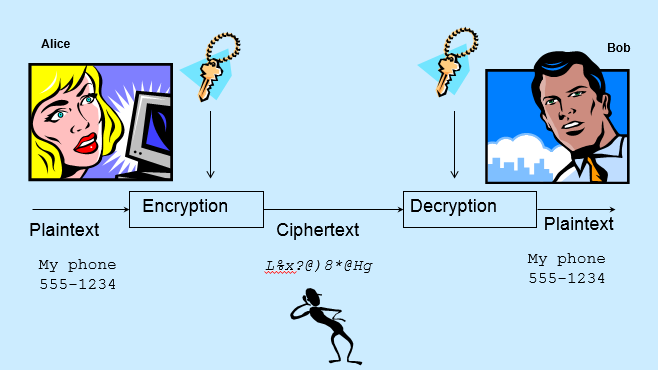 Alice
Bob
Encryption
Decryption
Plaintext
Ciphertext
Plaintext
My phone
555-1234
L%x?@)8*@Hg
My phone
555-1234